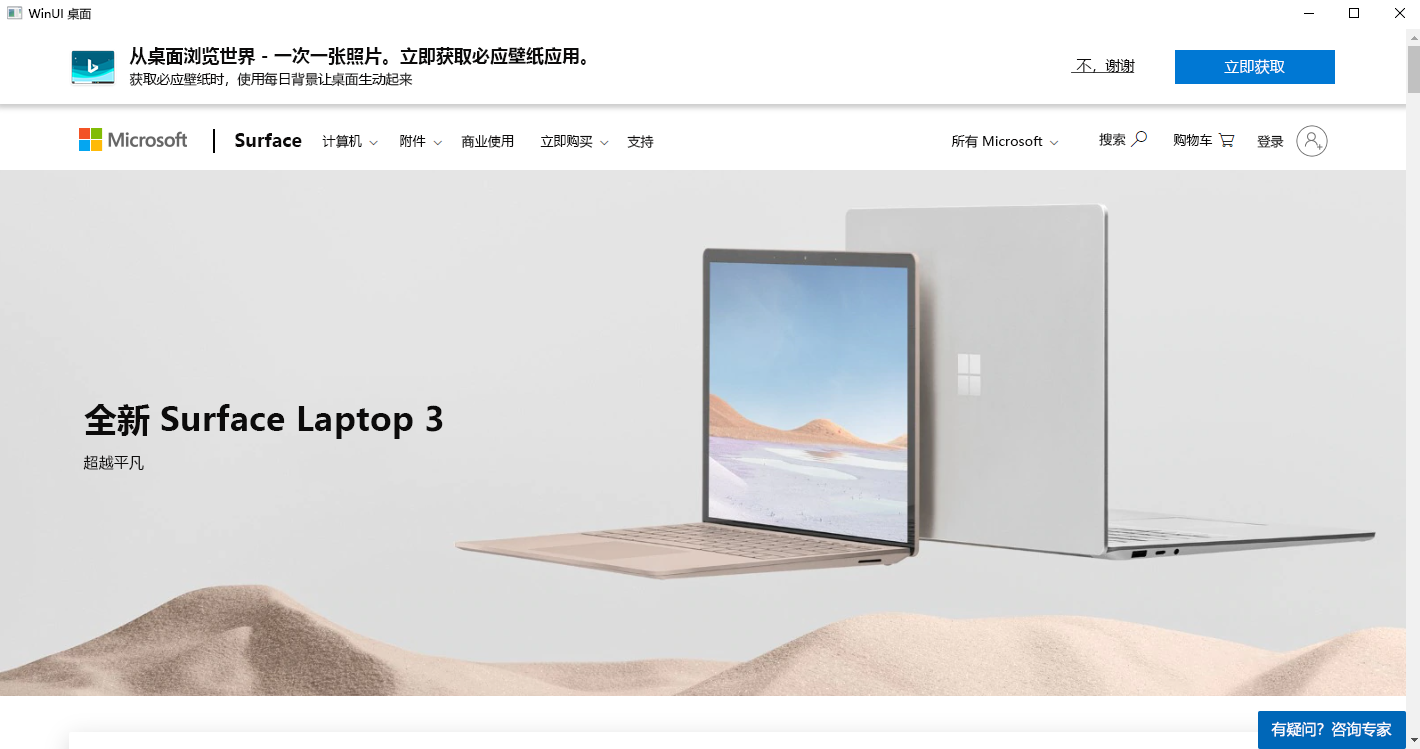 WinUI 桌面
从桌面浏览世界 - 一次一张照片。立即获取必应壁纸应用。
获取必应壁纸时，使用每日背景让桌面生动起来
不，谢谢
立即获取
Microsoft
Surface
计算机
附件
商业使用
立即购买
支持
所有 Microsoft
搜索
购物车
登录
全新 Surface Laptop 3
超越平凡
有疑问？咨询专家